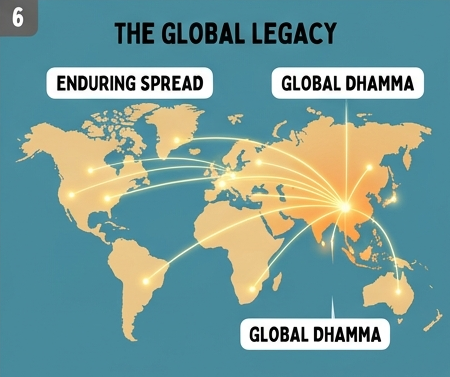 6
THE GLOBAL LEGACY
ENDURING SPREAD
GLOBAL DHAMMA
GLOBAL DHAMMA